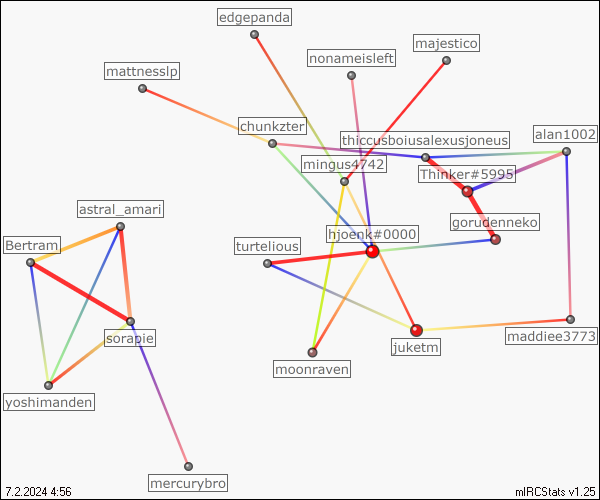 edgepanda
majestico
nonameisleft
mattnesslp
chunkzter
alan1002
thiccusboiusalexusjoneus
mingus4742
Thinker#5995
astral_amari
gorudenneko
hjoenk#0000
Bertram
turtelious
sorapie
maddiee3773
juketm
moonraven
yoshimanden
mercurybro
7.2.2024 4:56
mIRCStats v1.25